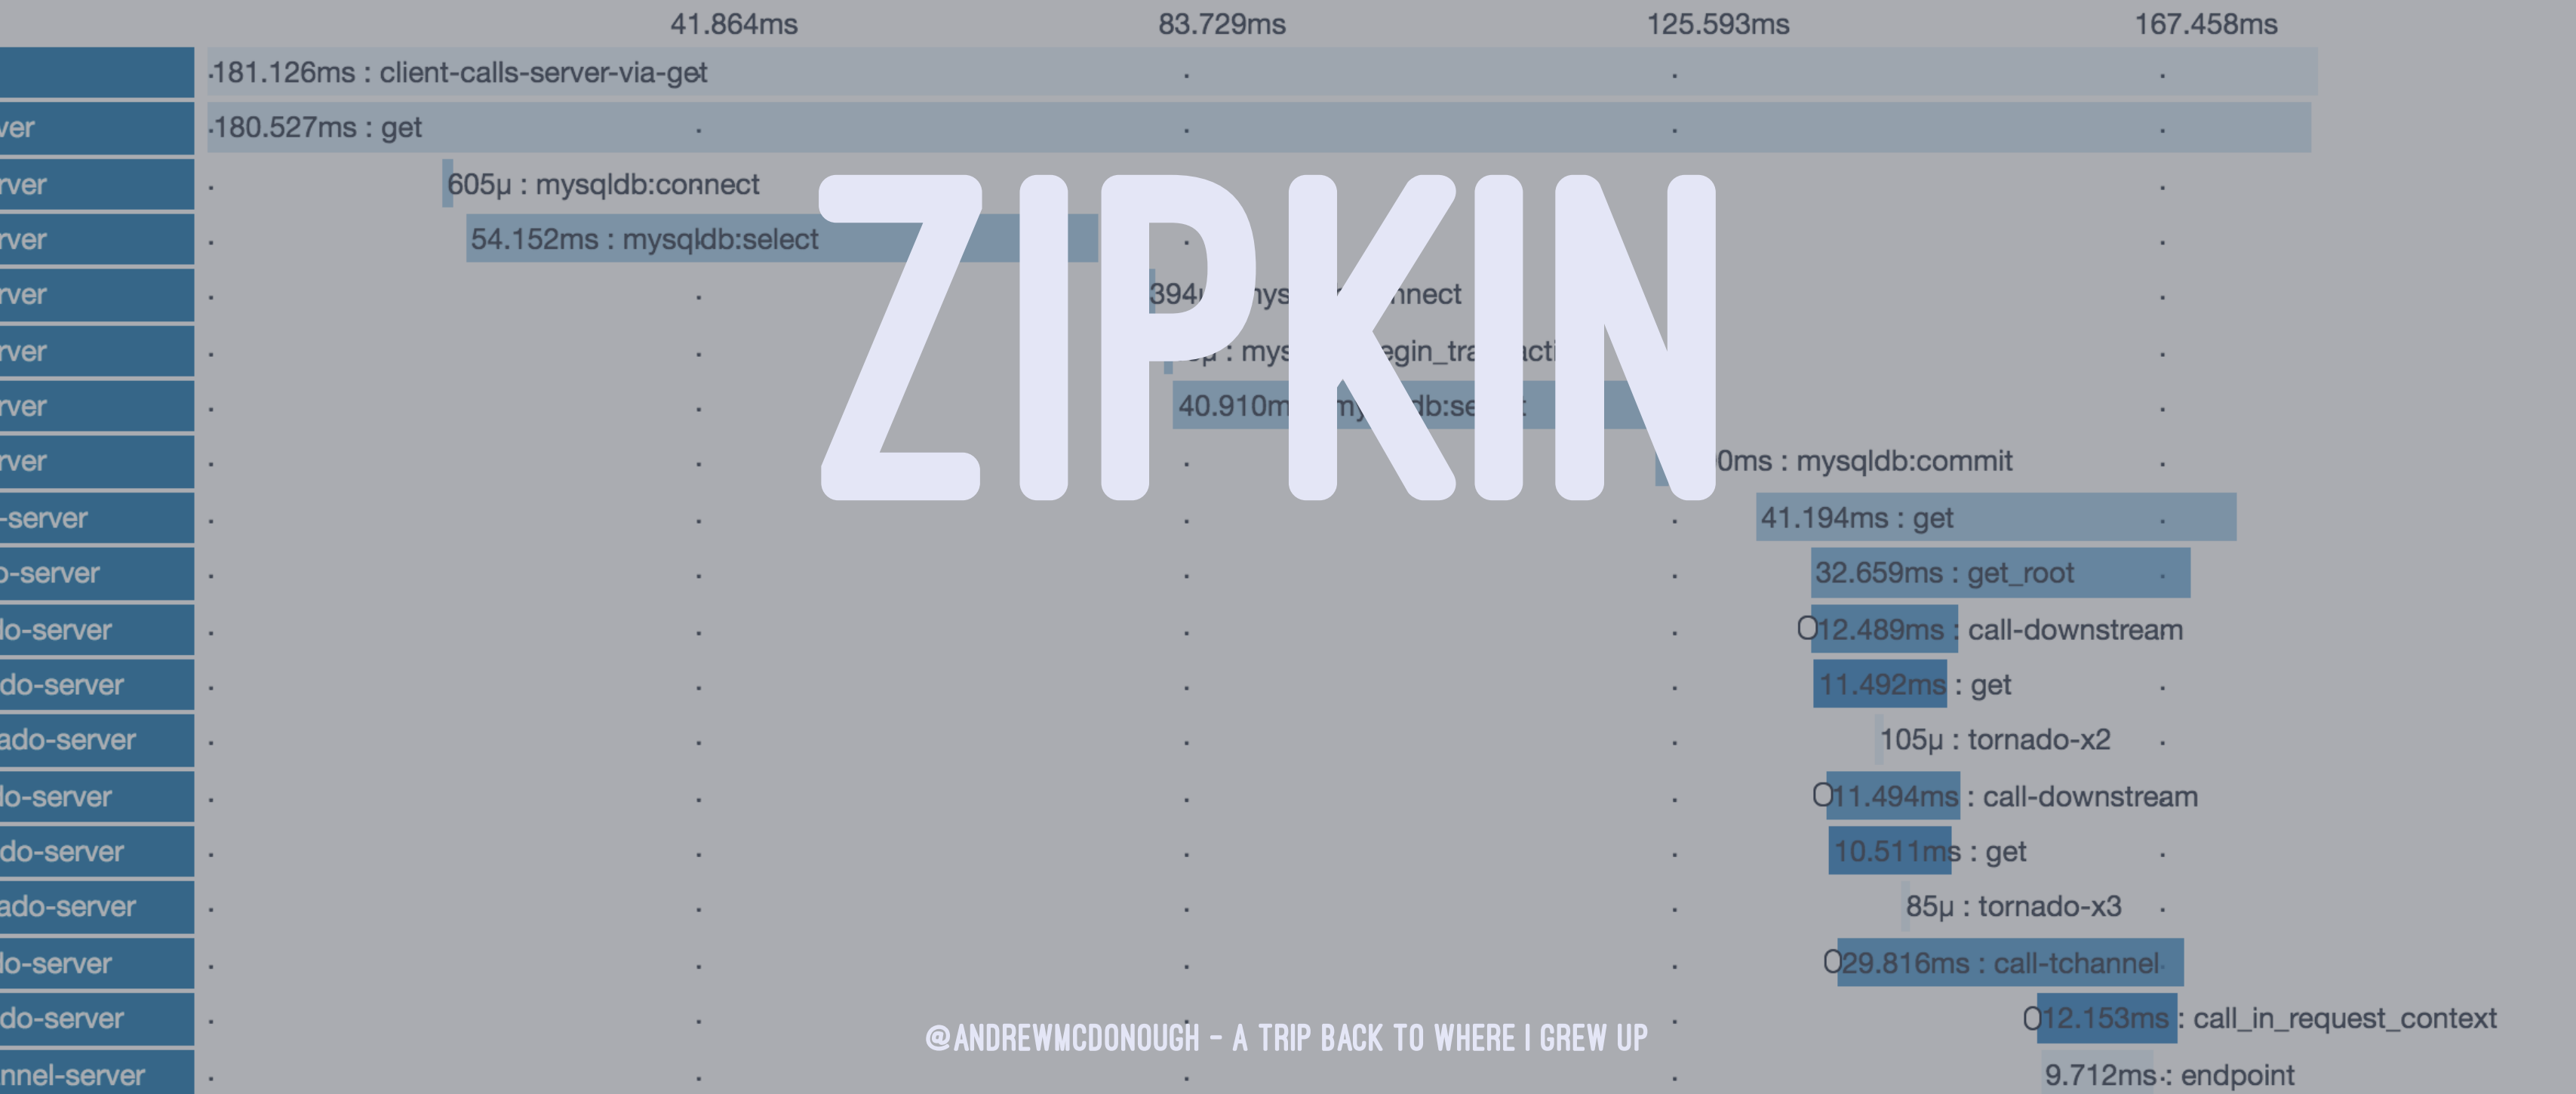 41.864ms 83.729ms 125.593ms 167.458ms
181.126ms : client-calls-server-via-get
ver 180.527ms : get
rver 605μ : mysqldb:connect
rver 54.152ms : mysqldb:select
ZIPKIN
rver 394
rver
rver 40.910m
rver 0ms : mysqldb:commit
-server 41.194ms : get
o-server 32.659ms : get_root
lo-server 12.489ms : call-downstream
do-server 11.492ms : get
ado-server 105μ : tornado-x2
lo-server 11.494ms : call-downstream
do-server 10.511ms : get
ado-server 85μ : tornado-x3
lo-server 29.816ms : call-tchannel
do-server 12.153ms : call_in_request_context
@ANDREWMCDONOUGH - A TRIP BACK TO WHERE I GREW UP
nnel-server 9.712ms : endpoint